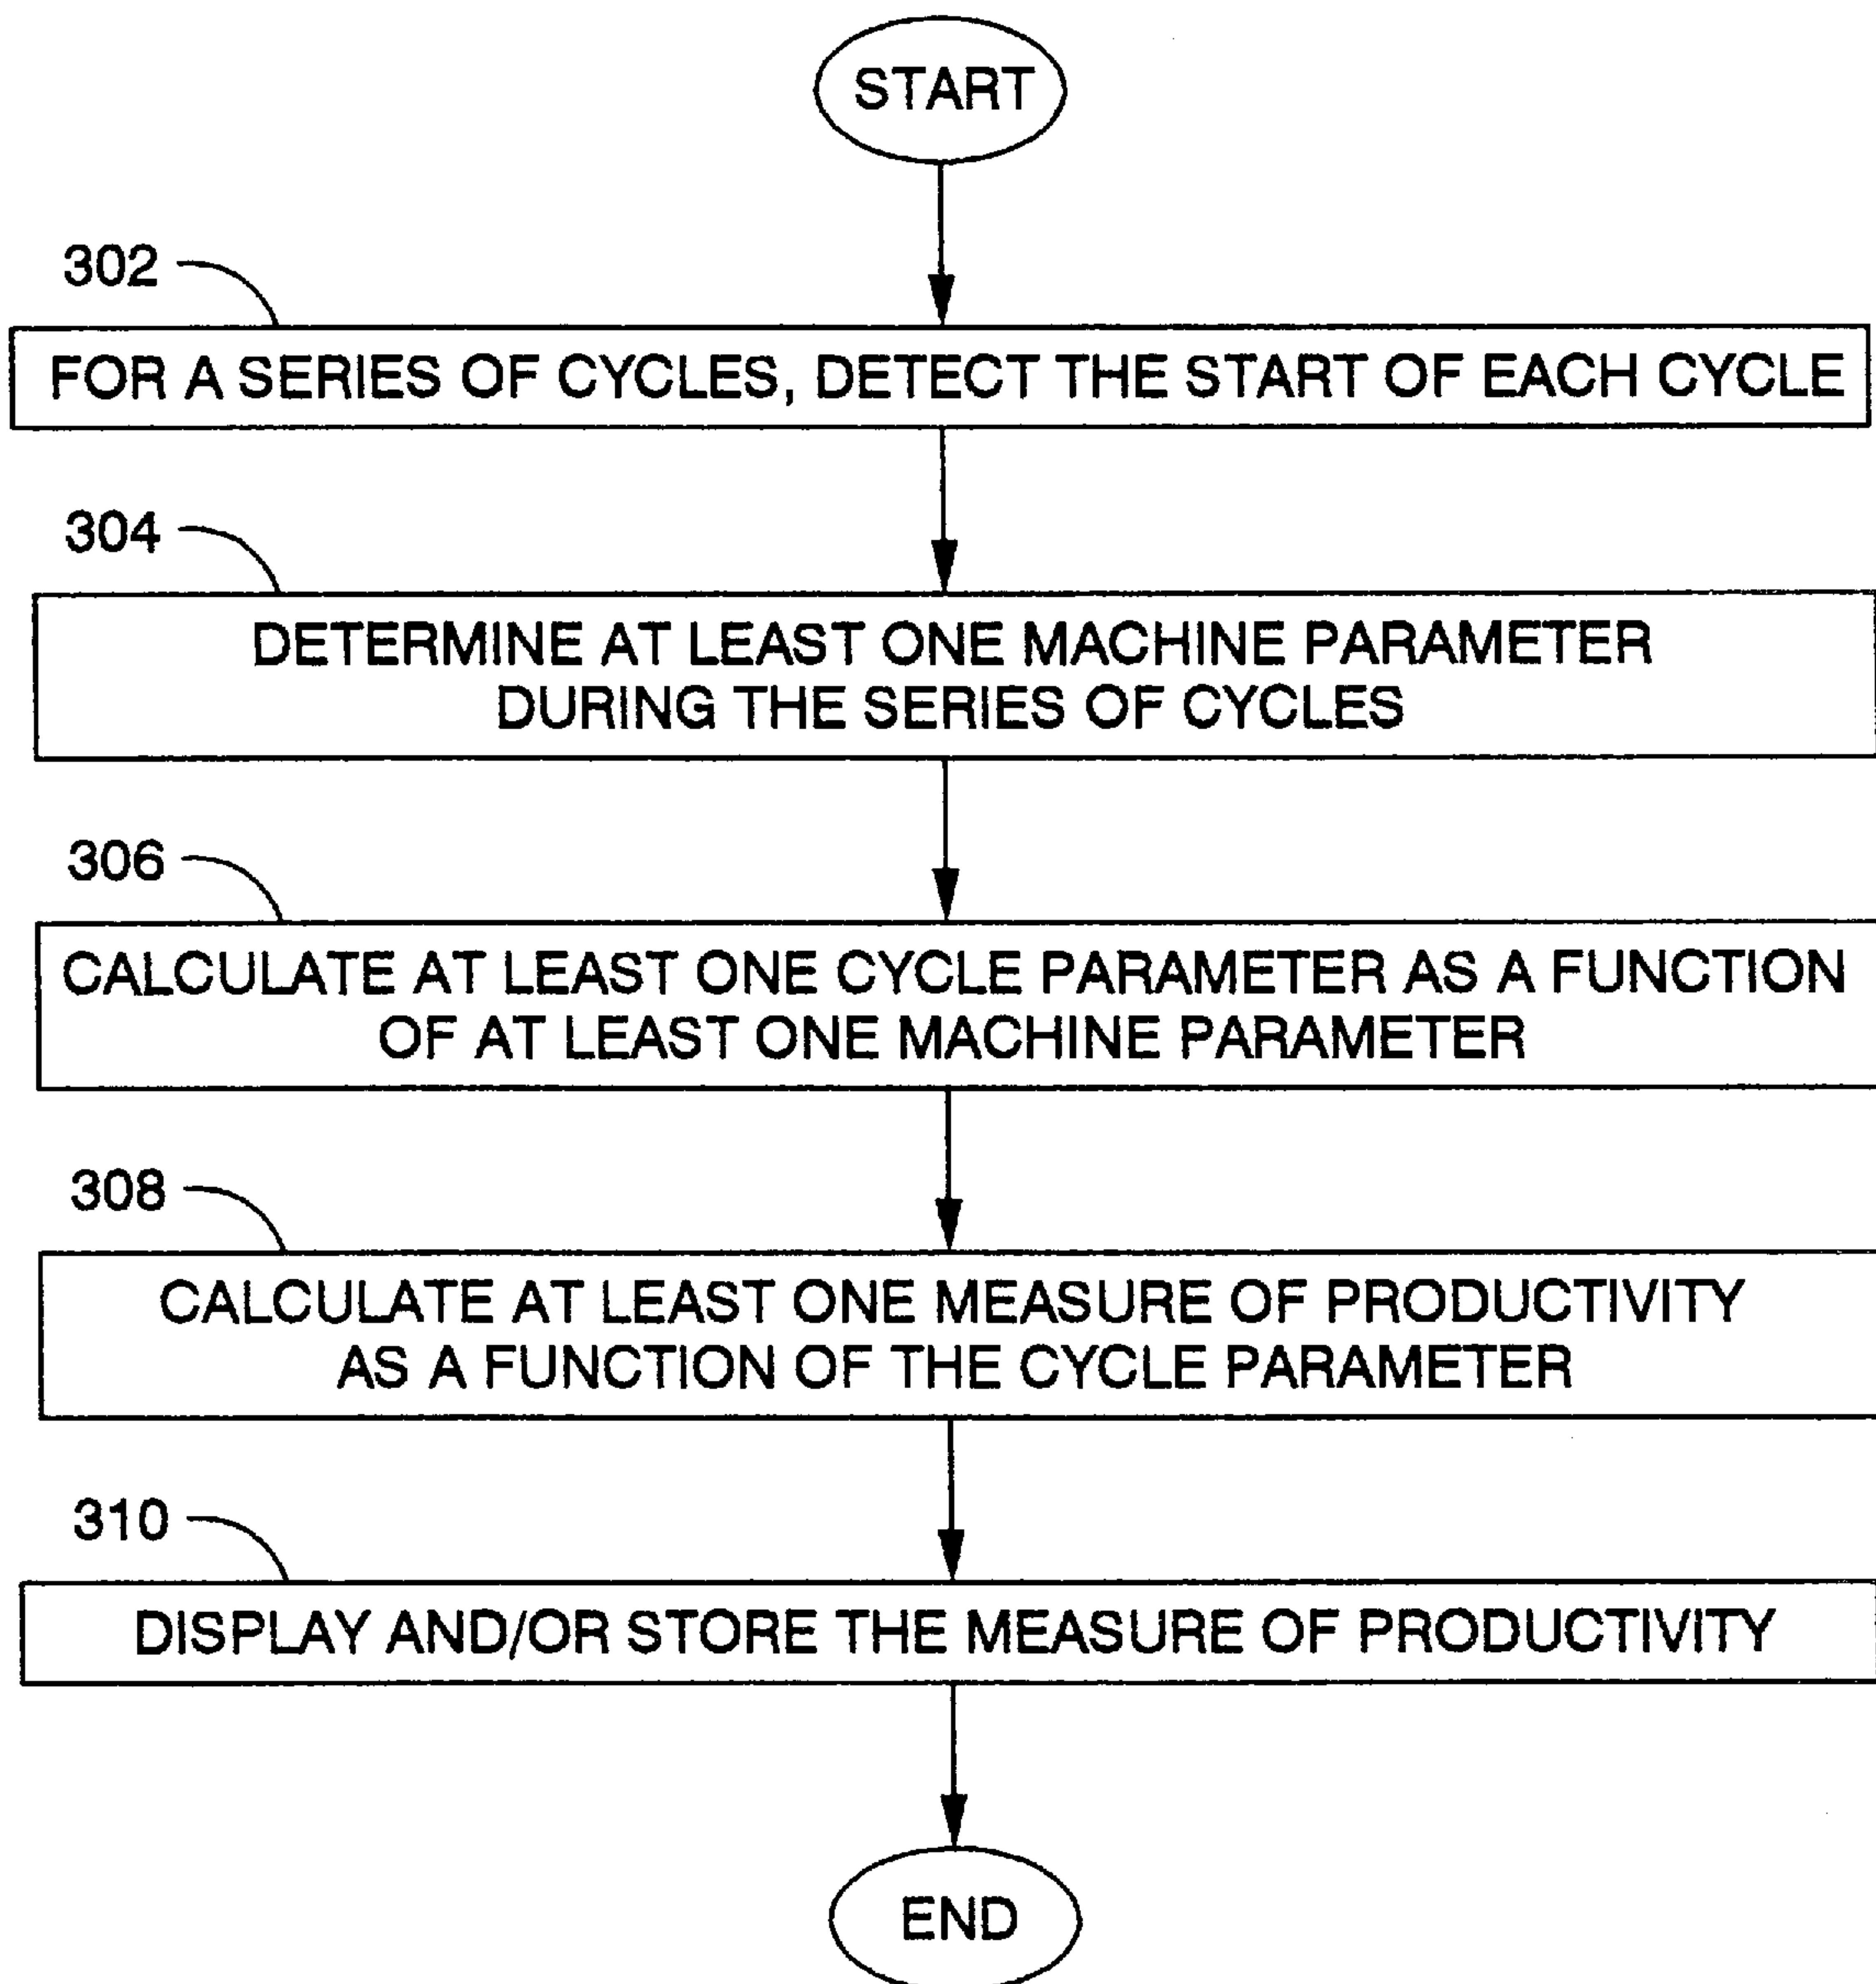 START
302
FOR A SERIES OF CYCLES, DETECT THE START OF EACH CYCLE
304
DETERMINE AT LEAST ONE MACHINE PARAMETER
DURING THE SERIES OF CYCLES
306
CALCULATE AT LEAST ONE CYCLE PARAMETER AS A FUNCTION
OF AT LEAST ONE MACHINE PARAMETER
308
CALCULATE AT LEAST ONE MEASURE OF PRODUCTIVITY
AS A FUNCTION OF THE CYCLE PARAMETER
310
DISPLAY AND/OR STORE THE MEASURE OF PRODUCTIVITY
END